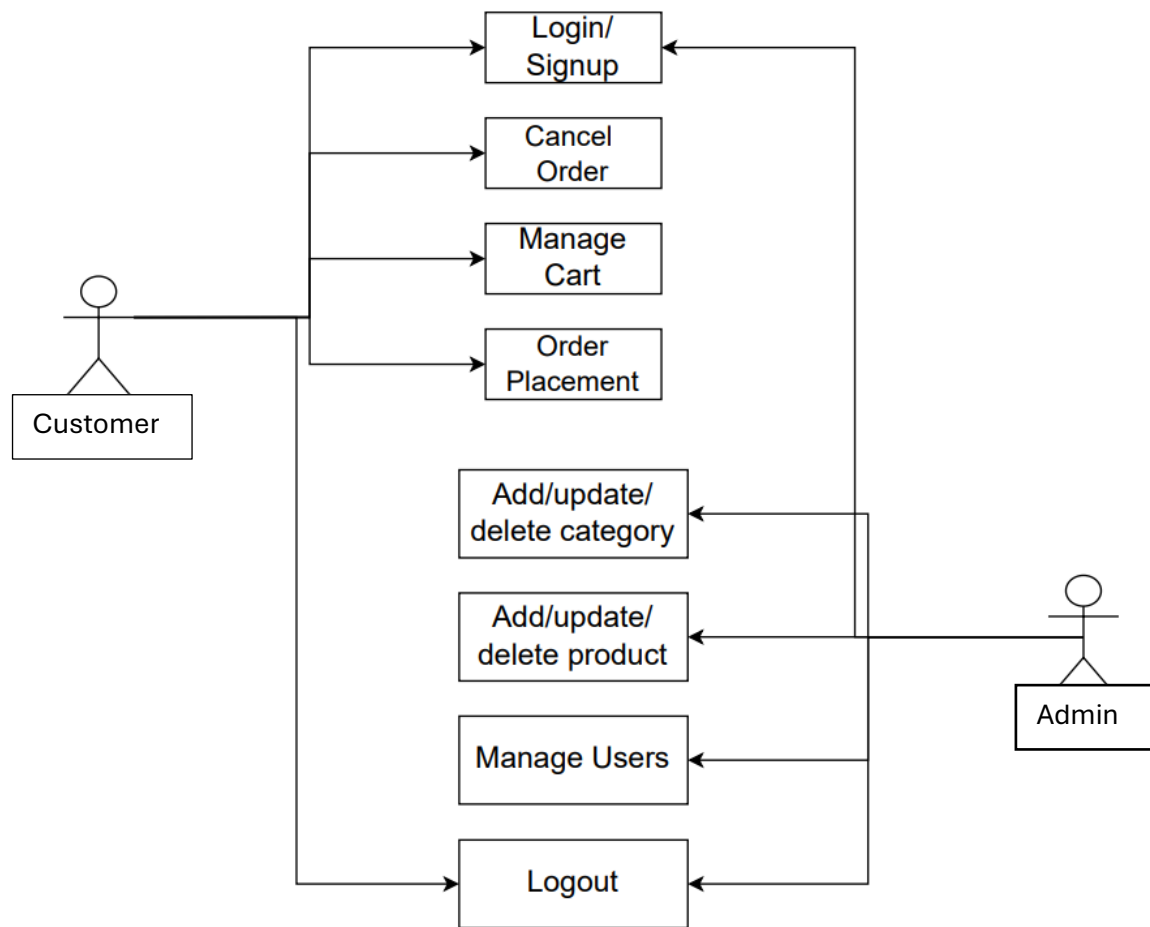 Login/
Signup
Cancel
Order
Manage
Cart
Order
Placement
Customer
Add/update/
delete category
Add/update/
delete product
Admin
Manage Users
Logout